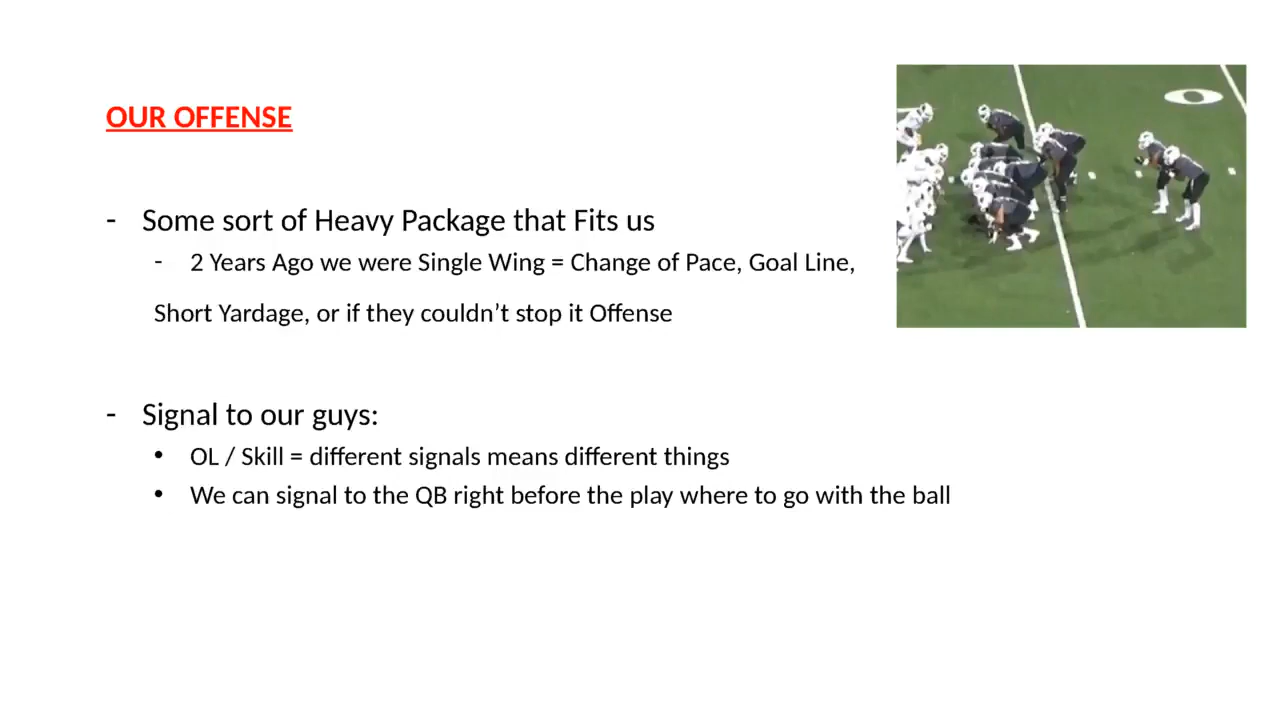 OUR OFFENSE
- Some sort of Heavy Package that Fits us
- 2 Years Ago we were Single Wing = Change of Pace, Goal Line,
Short Yardage, or if they couldn’t stop it Offense
- Signal to our guys:
• OL / Skill = different signals means different things
• We can signal to the QB right before the play where to go with the ball